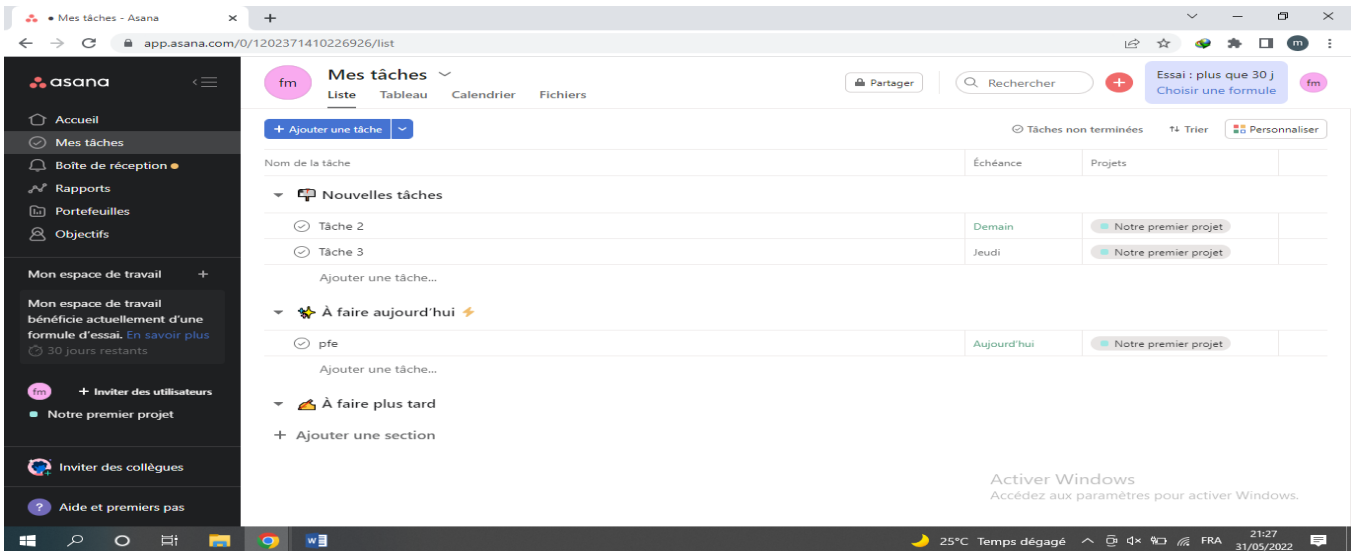 Mes tâches - Asana
app.asana.com/0/1202371410226926/list
m
asana
Accueil
Mes tâches
Boîte de réception
Rapports
Portefeuilles
Objectifs
Mon espace de travail +
Mon espace de travail
bénéficie actuellement d'une
formule d'essai. En savoir plus
30 jours restants
fm + Inviter des utilisateurs
Notre premier projet
Inviter des collègues
? Aide et premiers pas
fm Mes tâches
Liste Tableau Calendrier Fichiers
Partager
Rechercher
+
Essai : plus que 30 j
Choisir une formule
fm
+ Ajouter une tâche
Tâches non terminées Trier Personnaliser
Nom de la tâche Échéance Projets
Nouvelles tâches
Tâche 2 Demain Notre premier projet
Tâche 3 Jeudi Notre premier projet
Ajouter une tâche...
À faire aujourd'hui
pfe Aujourd'hui Notre premier projet
Ajouter une tâche...
À faire plus tard
+ Ajouter une section
Activer Windows
Accédez aux paramètres pour activer Windows.
W
25°C Temps dégagé FRA
21:27
31/05/2022